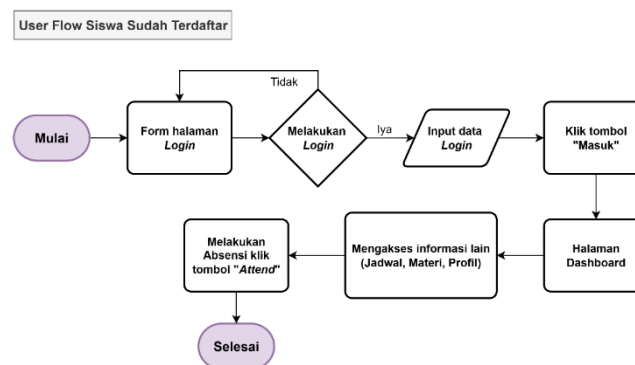 User Flow Siswa Sudah Terdaftar
Tidak
Mulai
Form halaman
Login
Melakukan
Login
Iya
Input data
Login
Klik tombol
"Masuk"
Halaman
Dashboard
Mengakses informasi lain
(Jadwal, Materi, Profil)
Melakukan
Absensi klik
tombol "Attend"
Selesai